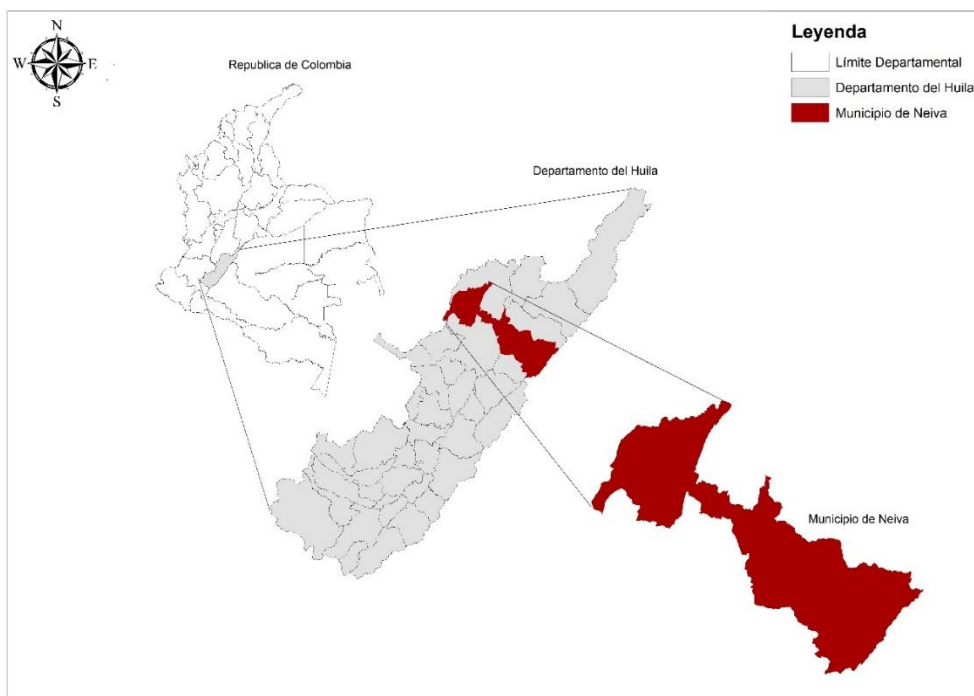 N
W E
S
Republica de Colombia
Departamento del Huila
Municipio de Neiva
Leyenda
Límite Departamental
Departamento del Huila
Municipio de Neiva